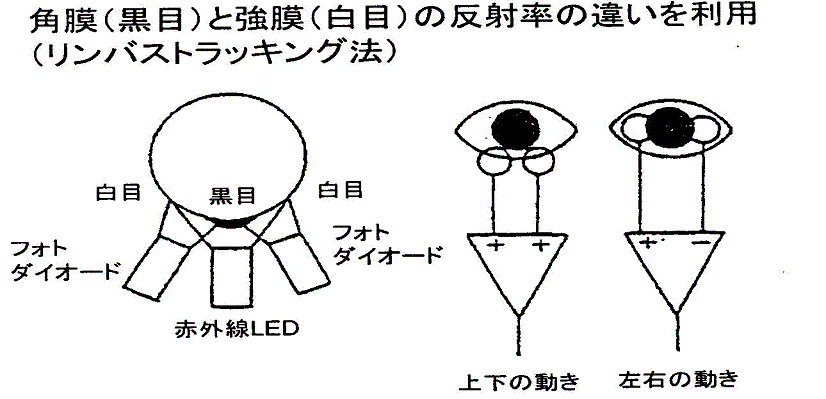 角膜(黒目)と強膜(白目)の反射率の違いを利用
(リンバストラッキング法)
白目
黒目
白目
フォト
ダイオード
フォト
ダイオード
赤外線LED
+ +
+ −
上下の動き
左右の動き